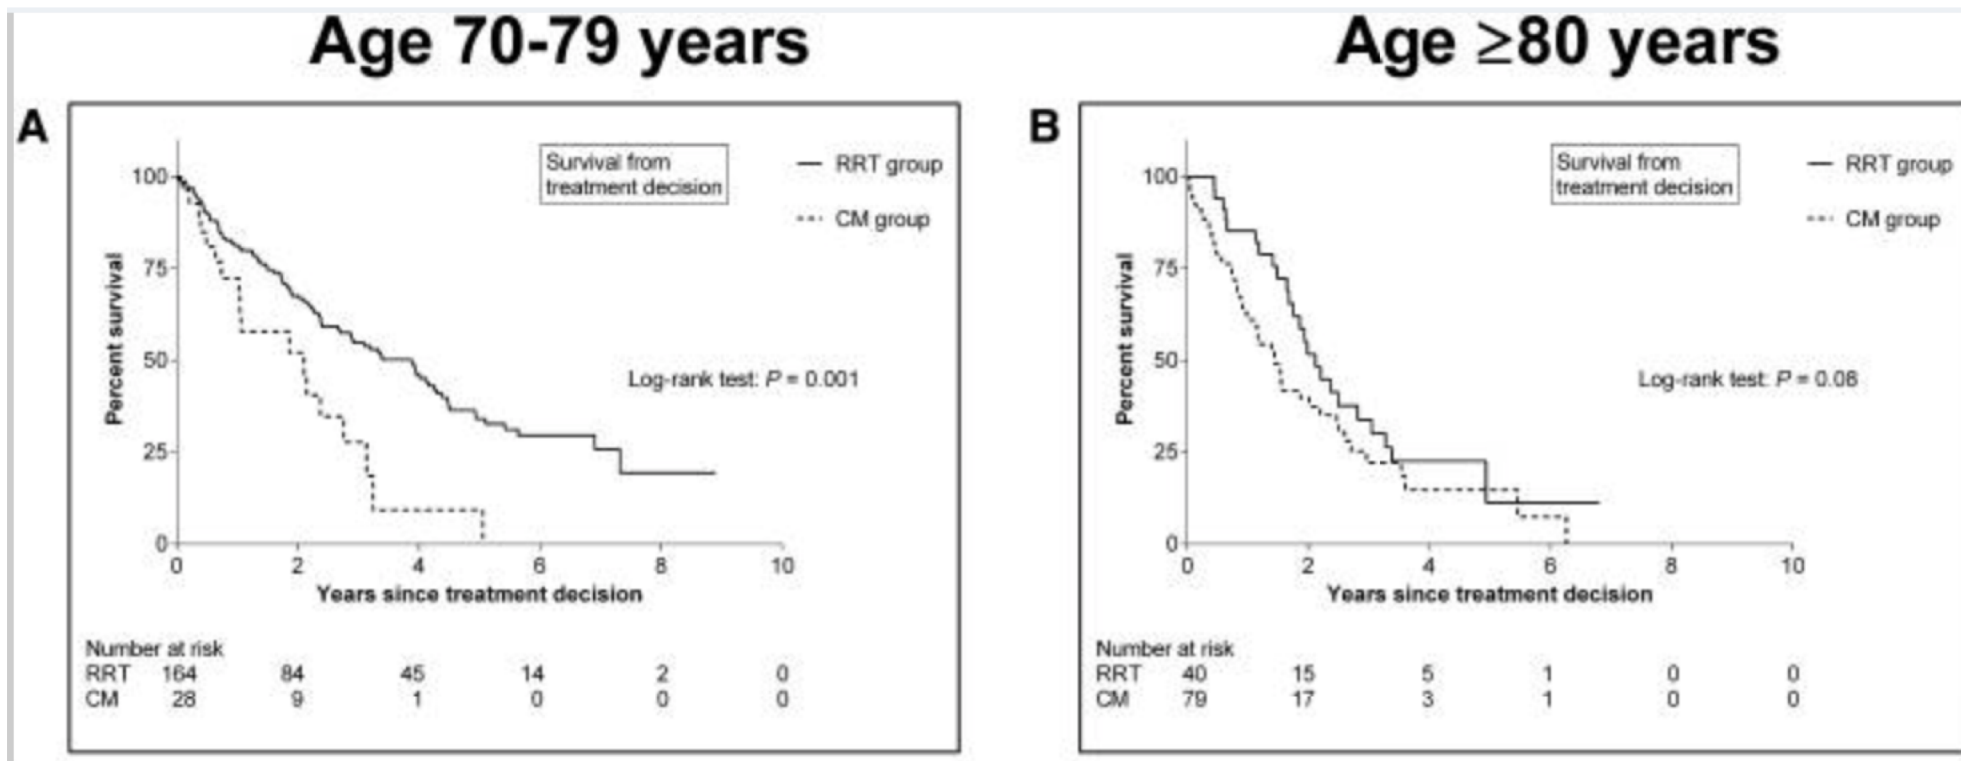 Age 70-79 years
A
Survival from
treatment decision
RRT group
CM group
100
75
50
25
0
Percent survival
Log-rank test: P = 0.001
0 2 4 6 8 10
Years since treatment decision
Number at risk
RRT 164 84 45 14 2 0
CM 28 9 1 0 0 0
Age ≥80 years
B
Survival from
treatment decision
RRT group
CM group
100
75
50
25
0
Percent survival
Log-rank test: P = 0.08
0 2 4 6 8 10
Years since treatment decision
Number at risk
RRT 40 15 5 1 0 0
CM 79 17 3 1 0 0